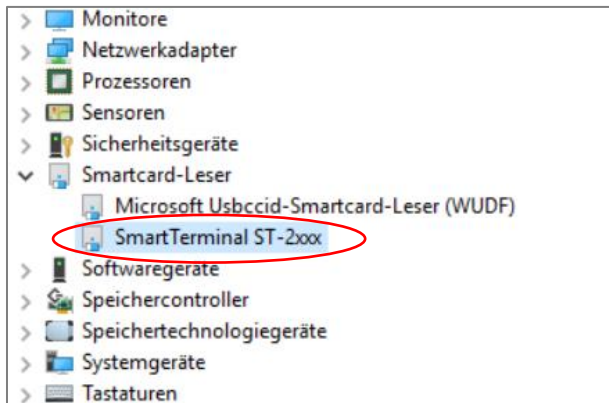 Monitore
Netzwerkadapter
Prozessoren
Sensoren
Sicherheitsgeräte
Smartcard-Leser
Microsoft Usbccid-Smartcard-Leser (WUDF)
SmartTerminal ST-2xxx
Softwaregeräte
Speichercontroller
Speichertechnologiegeräte
Systemgeräte
Tastaturen